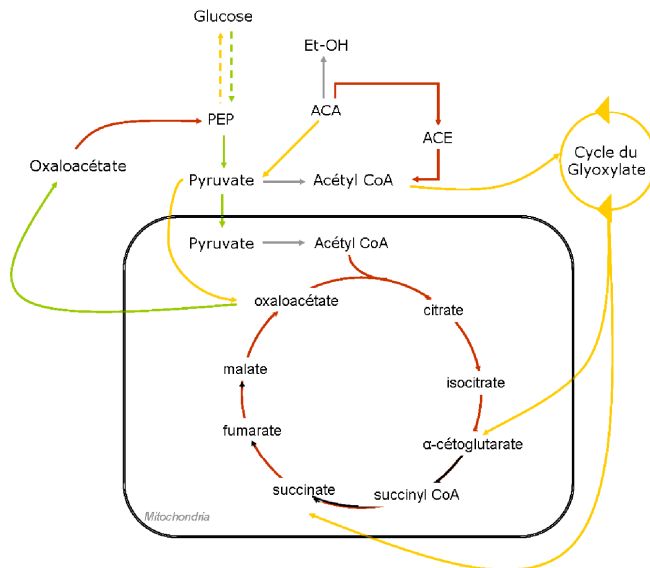 Glucose
Et-OH
PEP
ACA
ACE
Oxaloacétate
Cycle du
Glyoxylate
Pyruvate
Acétyl CoA
Pyruvate
Acétyl CoA
oxaloacétate
citrate
malate
isocitrate
fumarate
α-cétoglutarate
succinate
succinyl CoA
Mitochondria